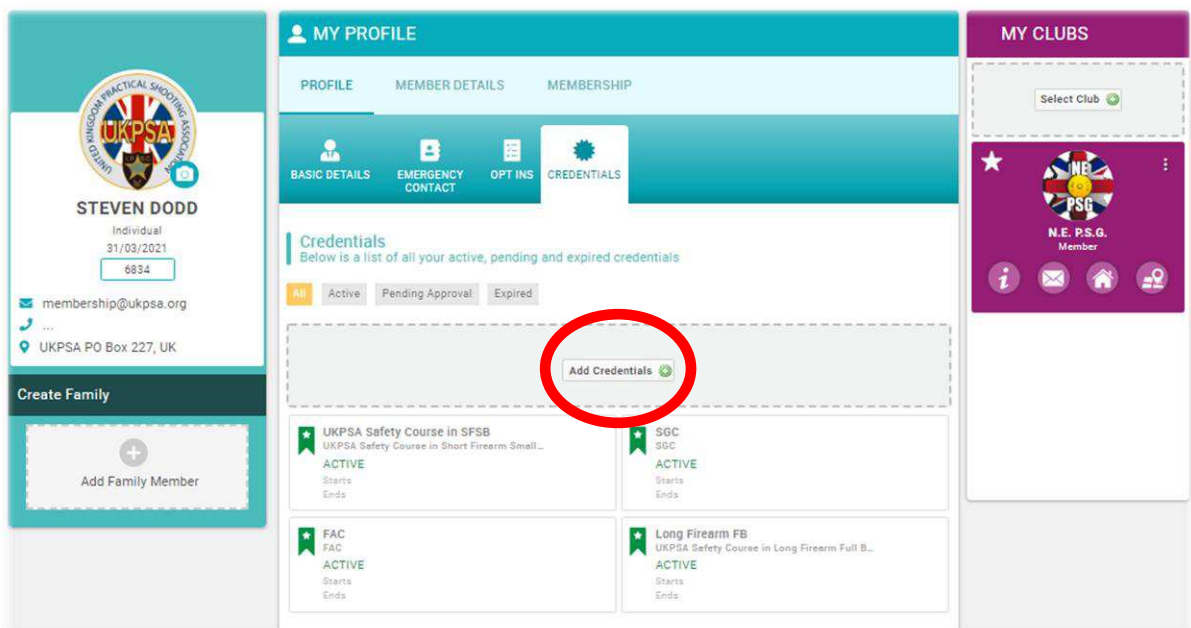 UNITED KINGDOM PRACTICAL SHOOTING ASSOCIATION
UKPSA
STEVEN DODD
Individual
31/03/2021
6834
membership@ukpsa.org
...
UKPSA PO Box 227, UK
Create Family
Add Family Member
MY PROFILE
PROFILE MEMBER DETAILS MEMBERSHIP
BASIC DETAILS
EMERGENCY
CONTACT
OPT INS
CREDENTIALS
Credentials
Below is a list of all your active, pending and expired credentials
All Active Pending Approval Expired
Add Credentials
UKPSA Safety Course in SFSB
UKPSA Safety Course in Short Firearm Small...
ACTIVE
Starts
Ends
SGC
SGC
ACTIVE
Starts
Ends
FAC
FAC
ACTIVE
Starts
Ends
Long Firearm FB
UKPSA Safety Course in Long Firearm Full B...
ACTIVE
Starts
Ends
MY CLUBS
Select Club
NE
PSG
N.E. P.S.G.
Member